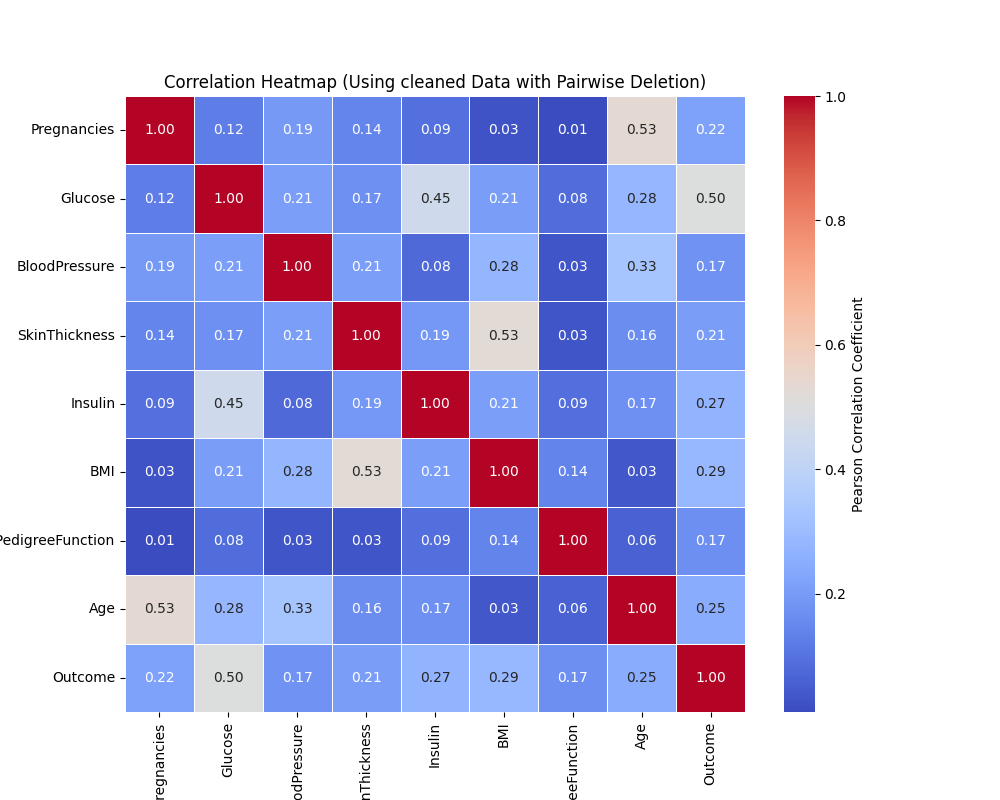 Correlation Heatmap (Using cleaned Data with Pairwise Deletion)
Pregnancies 1.00 0.12 0.19 0.14 0.09 0.03 0.01 0.53 0.22
Glucose 0.12 1.00 0.21 0.17 0.45 0.21 0.08 0.28 0.50
BloodPressure 0.19 0.21 1.00 0.21 0.08 0.28 0.03 0.33 0.17
SkinThickness 0.14 0.17 0.21 1.00 0.19 0.53 0.03 0.16 0.21
Insulin 0.09 0.45 0.08 0.19 1.00 0.21 0.09 0.17 0.27
BMI 0.03 0.21 0.28 0.53 0.21 1.00 0.14 0.03 0.29
PedigreeFunction 0.01 0.08 0.03 0.03 0.09 0.14 1.00 0.06 0.17
Age 0.53 0.28 0.33 0.16 0.17 0.03 0.06 1.00 0.25
Outcome 0.22 0.50 0.17 0.21 0.27 0.29 0.17 0.25 1.00
regnancies
Glucose
odPressure
nThickness
Insulin
BMI
eeFunction
Age
Outcome
1.0
0.8
0.6
0.4
0.2
Pearson Correlation Coefficient